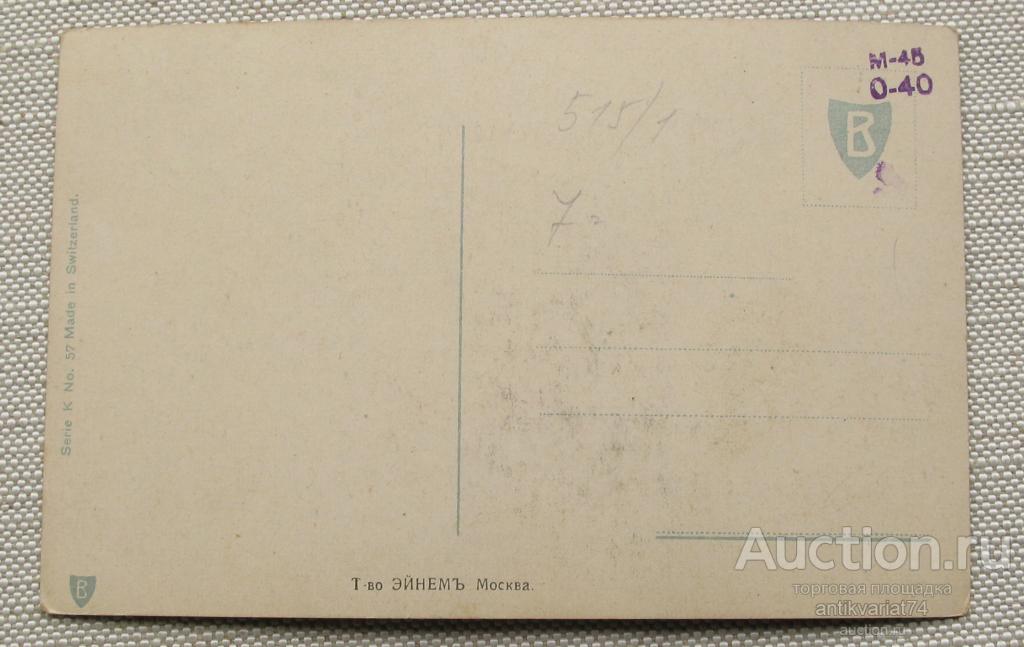 М-45
0-40
B
515/1
7=
Serie K No. 57 Made in Switzerland.
B
Т-во ЭЙНЕМЪ Москва.
Auction.ru
торговая площадка
antikvariat74
auction.ru